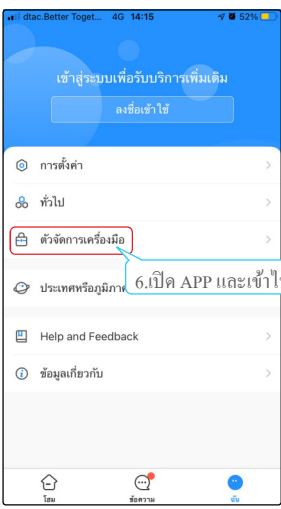 dtac.Better Toget... 4G 14:15 52%
เข้าสู่ระบบเพื่อรับบริการเพิ่มเติม
ลงชื่อเข้าใช้
การตั้งค่า
ทั่วไป
ตัวจัดการเครื่องมือ
6.เปิด APP และเข้าไ
ประเทศหรือภูมิภาค
Help and Feedback
ข้อมูลเกี่ยวกับ
โฮม ข้อความ ฉัน